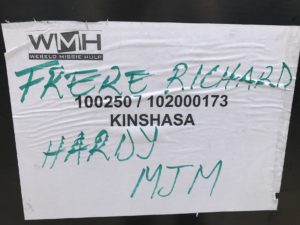 WMH
WERELD MISSIE HULP
FRERE RICHARD
100250 / 102000173
KINSHASA
HARDY
MJM